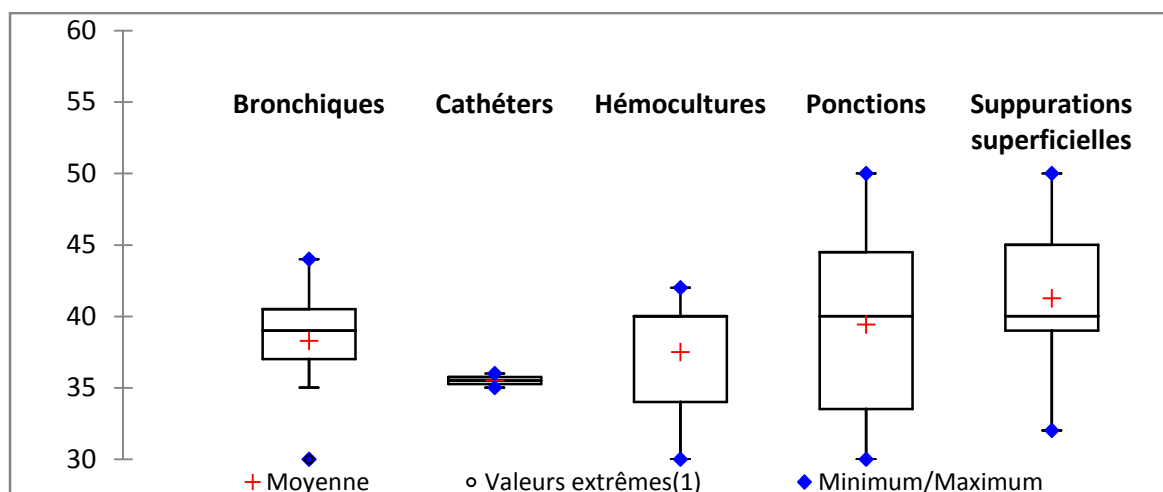 60
55
Bronchiques Cathéters Hémocultures Ponctions Suppurations
superficielles
50
45
40
35
30
Moyenne Valeurs extrêmes(1) Minimum/Maximum